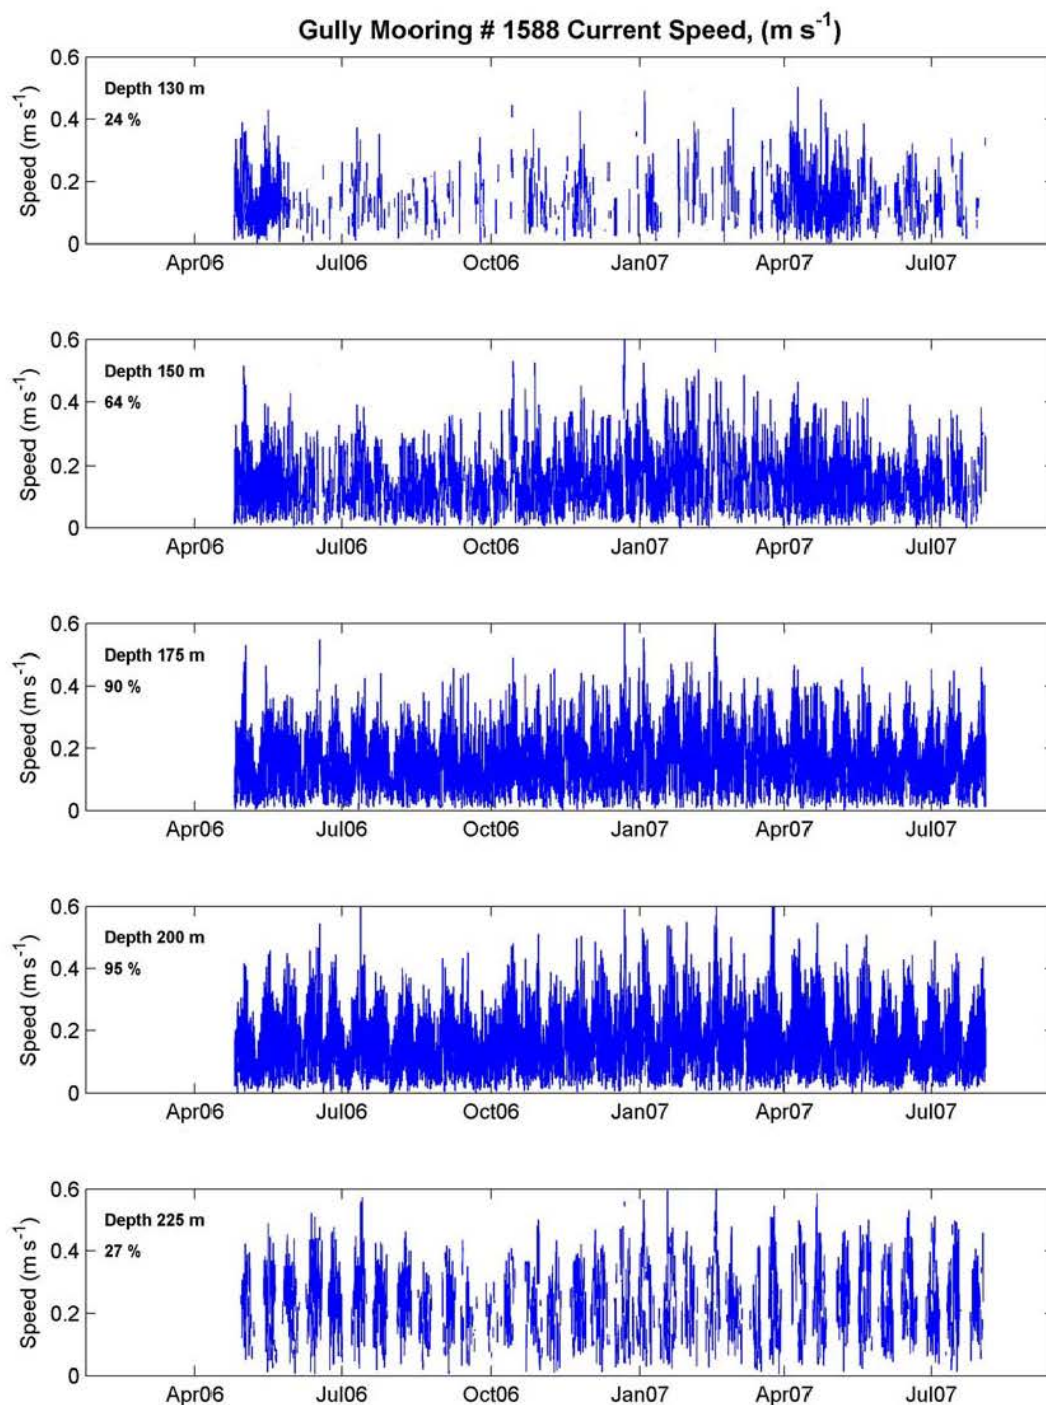 Gully Mooring # 1588 Current Speed, (m s⁻¹)
Speed (m s⁻¹)
0.6
0.4
0.2
0
Depth 130 m
24 %
Apr06 Jul06 Oct06 Jan07 Apr07 Jul07
Speed (m s⁻¹)
0.6
0.4
0.2
0
Depth 150 m
64 %
Apr06 Jul06 Oct06 Jan07 Apr07 Jul07
Speed (m s⁻¹)
0.6
0.4
0.2
0
Depth 175 m
90 %
Apr06 Jul06 Oct06 Jan07 Apr07 Jul07
Speed (m s⁻¹)
0.6
0.4
0.2
0
Depth 200 m
95 %
Apr06 Jul06 Oct06 Jan07 Apr07 Jul07
Speed (m s⁻¹)
0.6
0.4
0.2
0
Depth 225 m
27 %
Apr06 Jul06 Oct06 Jan07 Apr07 Jul07